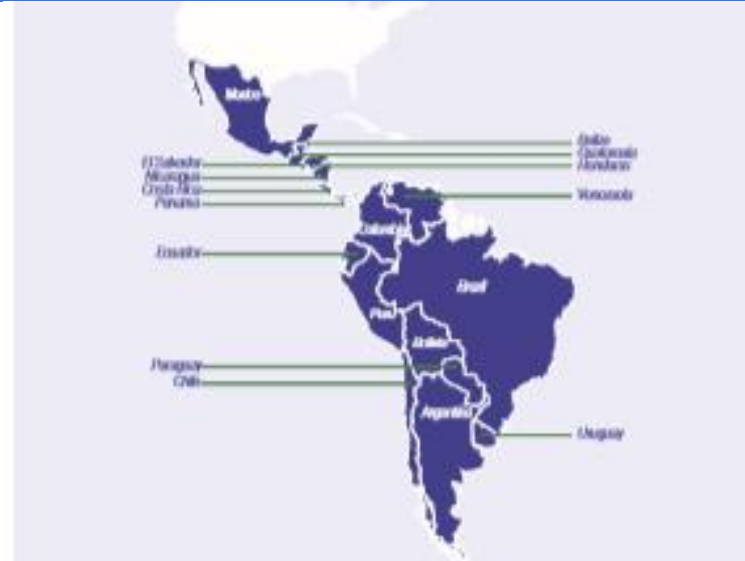 Mexico
Belize
Guatemala
Honduras
El Salvador
Nicaragua
Costa Rica
Panama
Venezuela
Colombia
Ecuador
Brazil
Peru
Bolivia
Paraguay
Chile
Argentina
Uruguay